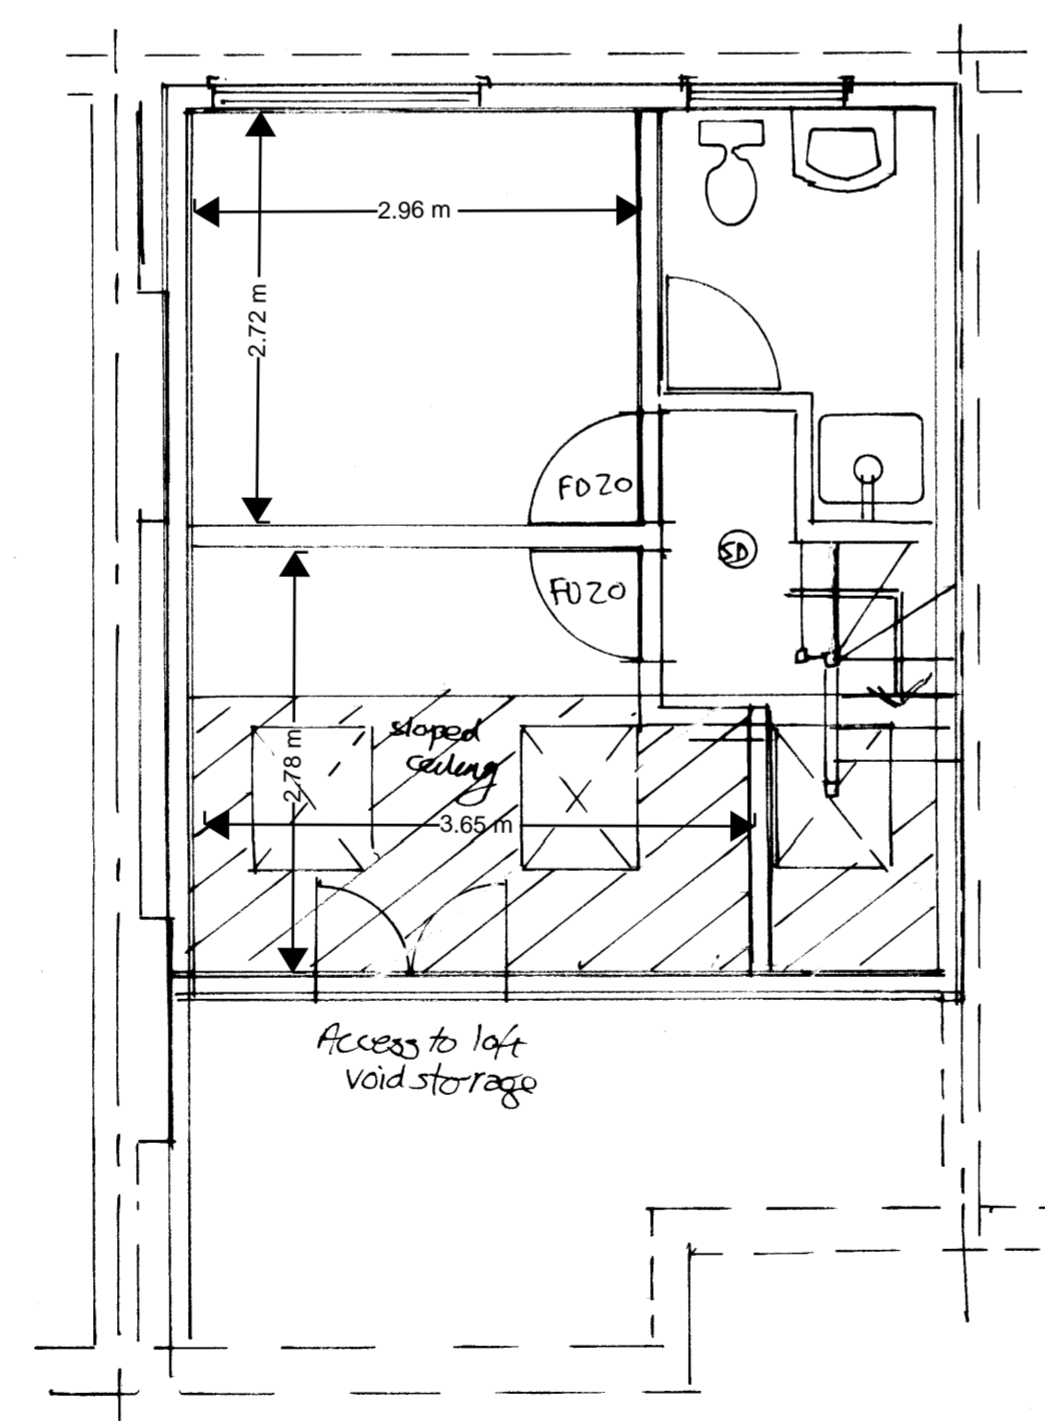 2.96 m
2.72 m
FD20
SD
FD20
sloped
ceiling
2.78 m
3.65 m
Access to loft
void storage